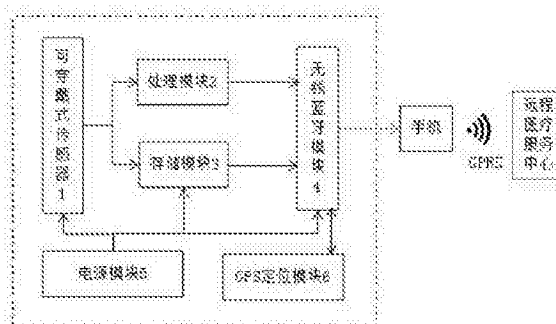 可穿戴式传感器1
处理模块2
存储模块3
无线蓝牙模块4
手机
GPRS
远程
医疗
服务
中心
电源模块5
GPS定位模块6